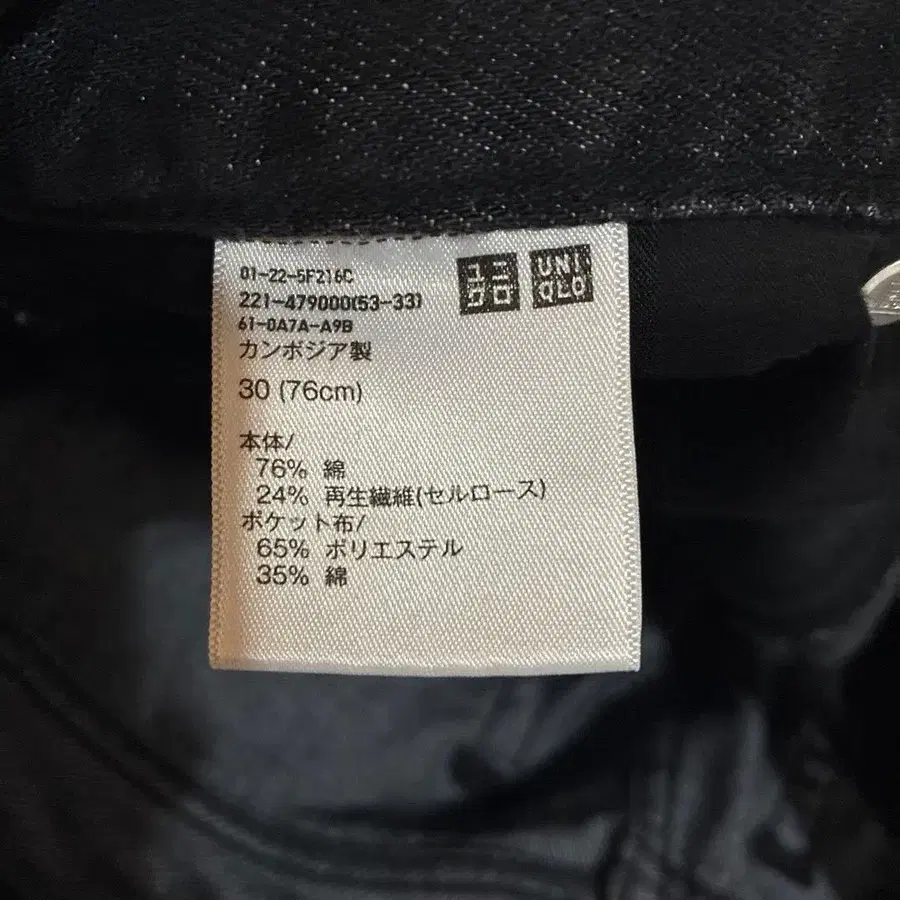 01-22-5F216C
221-479000(53-33)
61-0A7A-A9B
カンボジア製
30 (76cm)
ユニ
クロ
UNI
QLO
本体/
76% 綿
24% 再生繊維(セルロース)
ポケット布/
65% ポリエステル
35% 綿